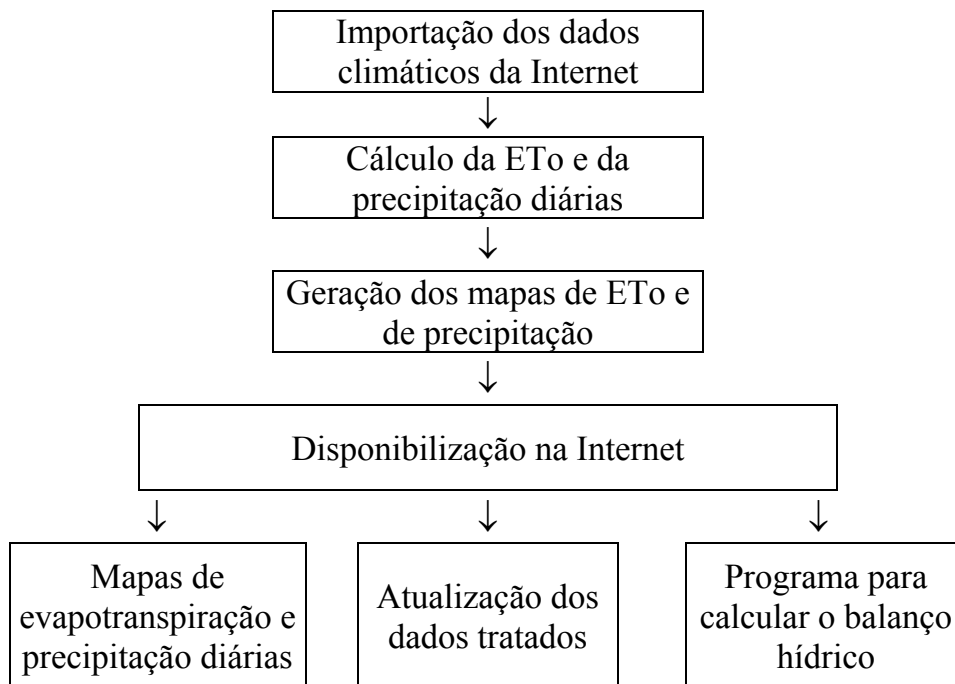 Importação dos dados
climáticos da Internet
↓
Cálculo da ETo e da
precipitação diárias
↓
Geração dos mapas de ETo e
de precipitação
↓
Disponibilização na Internet
↓ ↓ ↓
Mapas de
evapotranspiração e
precipitação diárias
Atualização dos
dados tratados
Programa para
calcular o balanço
hídrico